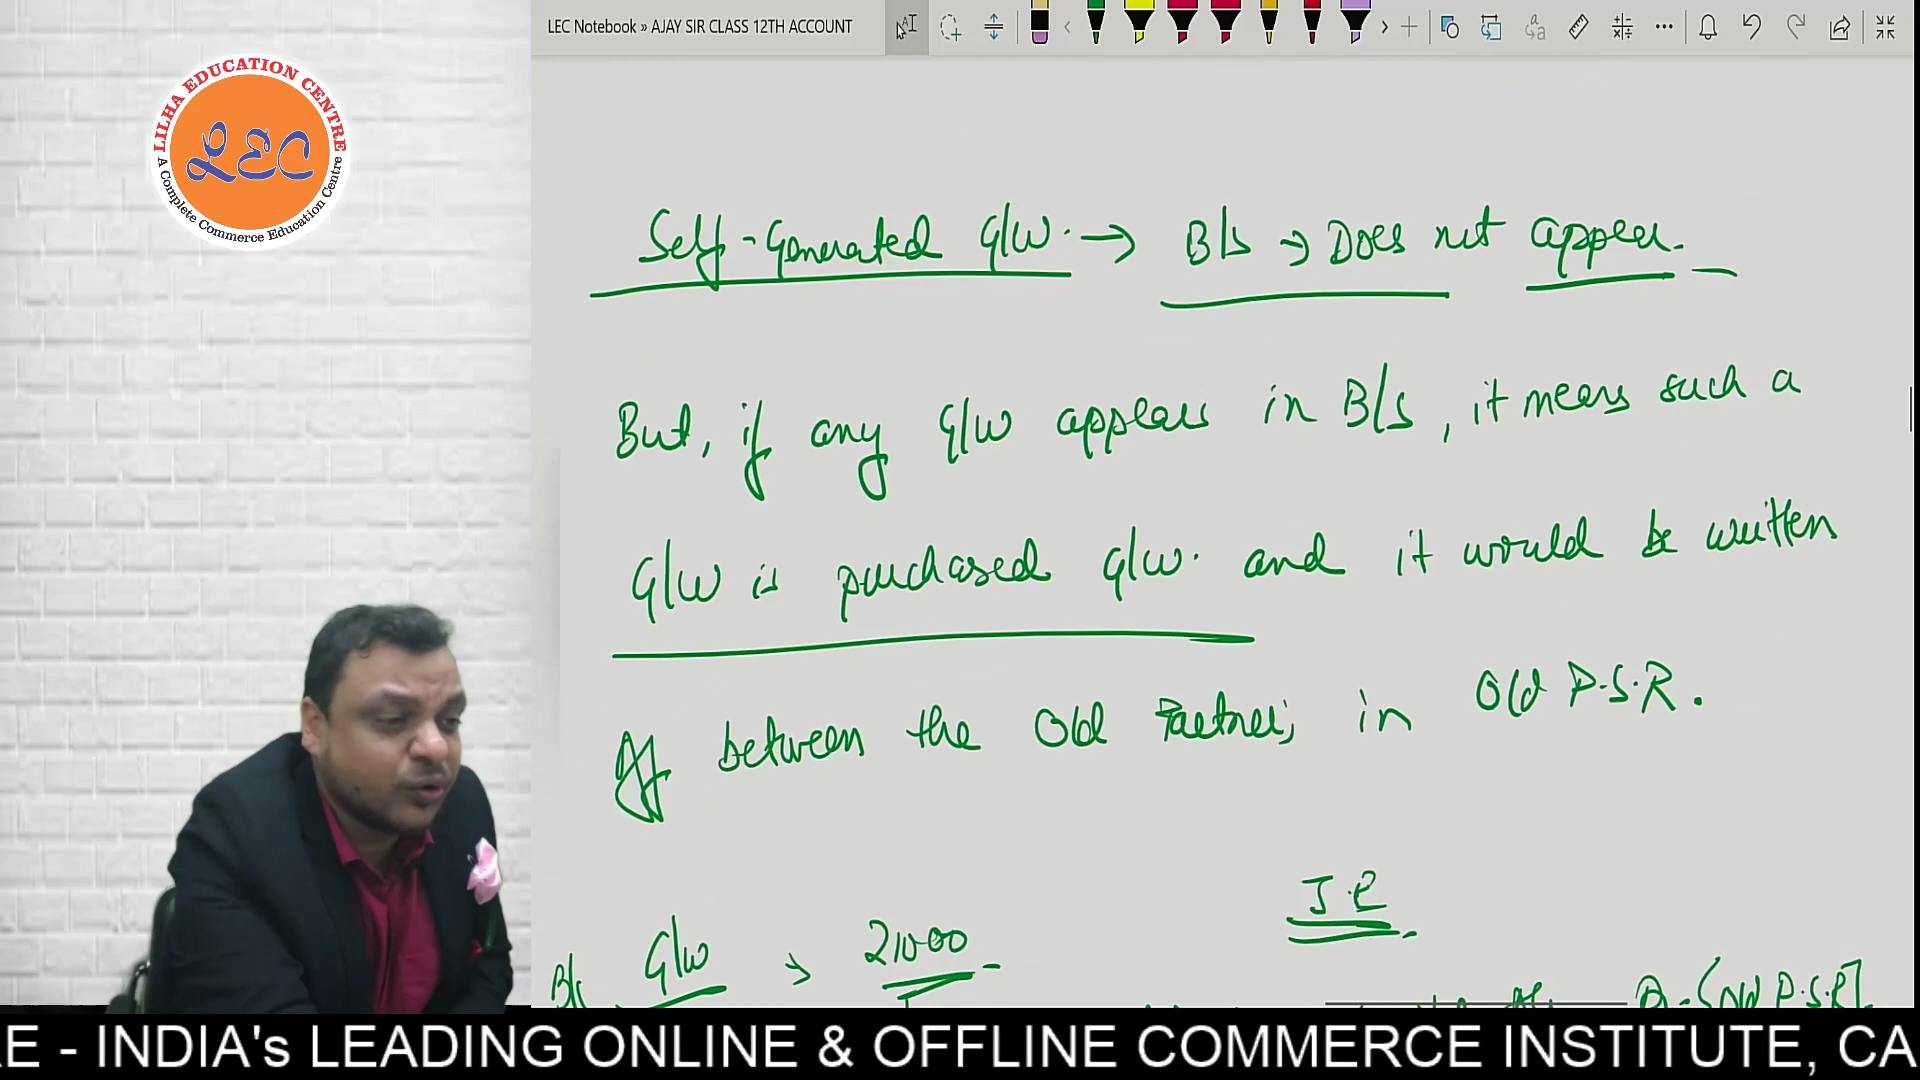 LEC Notebook » AJAY SIR CLASS 12TH ACCOUNT
LILHA EDUCATION CENTRE
LEC
A Complete Commerce Education Centre
Self-Generated G/W. → B/s → Does not appear.
But, if any G/W appears in B/s, it means such a
G/W is purchased G/W. and it would be written
off between the Old Partners in Old P.S.R.
J.E
B/s G/W → 21000
Dr-[Old P.S.R]
E - INDIA's LEADING ONLINE & OFFLINE COMMERCE INSTITUTE, CA